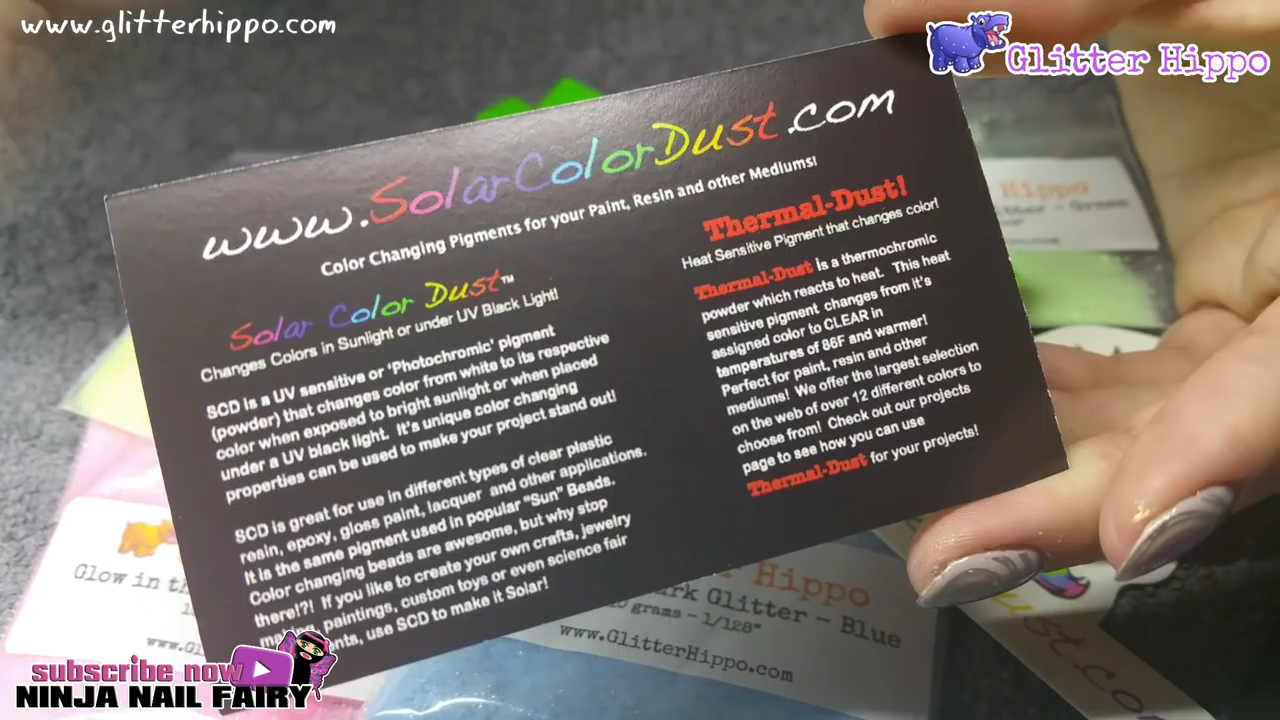 www.glitterhippo.com
Glitter Hippo
www.SolarColorDust.com
Color Changing Pigments for your Paint, Resin and other Mediums!
Solar Color Dust™
Changes Colors in Sunlight or under UV Black Light!
SCD is a UV sensitive or 'Photochromic' pigment
(powder) that changes color from white to its respective
color when exposed to bright sunlight or when placed
under a UV black light. It's unique color changing
properties can be used to make your project stand out!
SCD is great for use in different types of clear plastic
resin, epoxy, gloss paint, lacquer and other applications.
It is the same pigment used in popular "Sun" Beads.
Color changing beads are awesome, but why stop
there!?! If you like to create your own crafts, jewelry
paintings, custom toys or even science fair
use SCD to make it Solar!
Thermal-Dust!
Heat Sensitive Pigment that changes color!
Thermal-Dust is a thermochromic
powder which reacts to heat. This heat
sensitive pigment changes from it's
assigned color to CLEAR in
temperatures of 86F and warmer!
Perfect for paint, resin and other
mediums! We offer the largest selection
on the web of over 12 different colors to
choose from! Check out our projects
page to see how you can use
Thermal-Dust for your projects!
Hippo
Green
Glow in
www.
Hippo
Glitter - Blue
grams - 1/128"
www.GlitterHippo.com
subscribe now
NINJA NAIL FAIRY